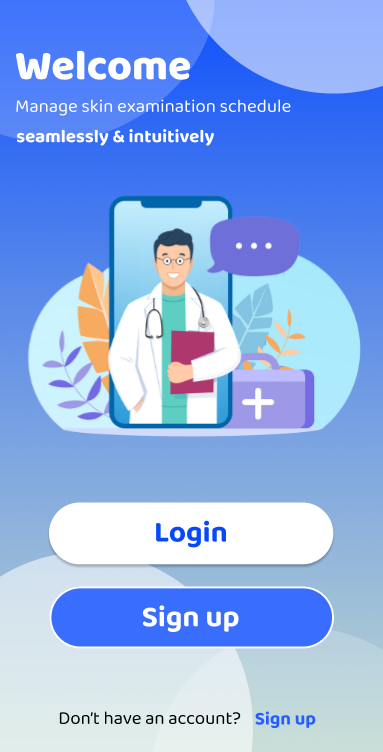 Welcome
Manage skin examination schedule
seamlessly & intuitively
Login
Sign up
Don't have an account? Sign up